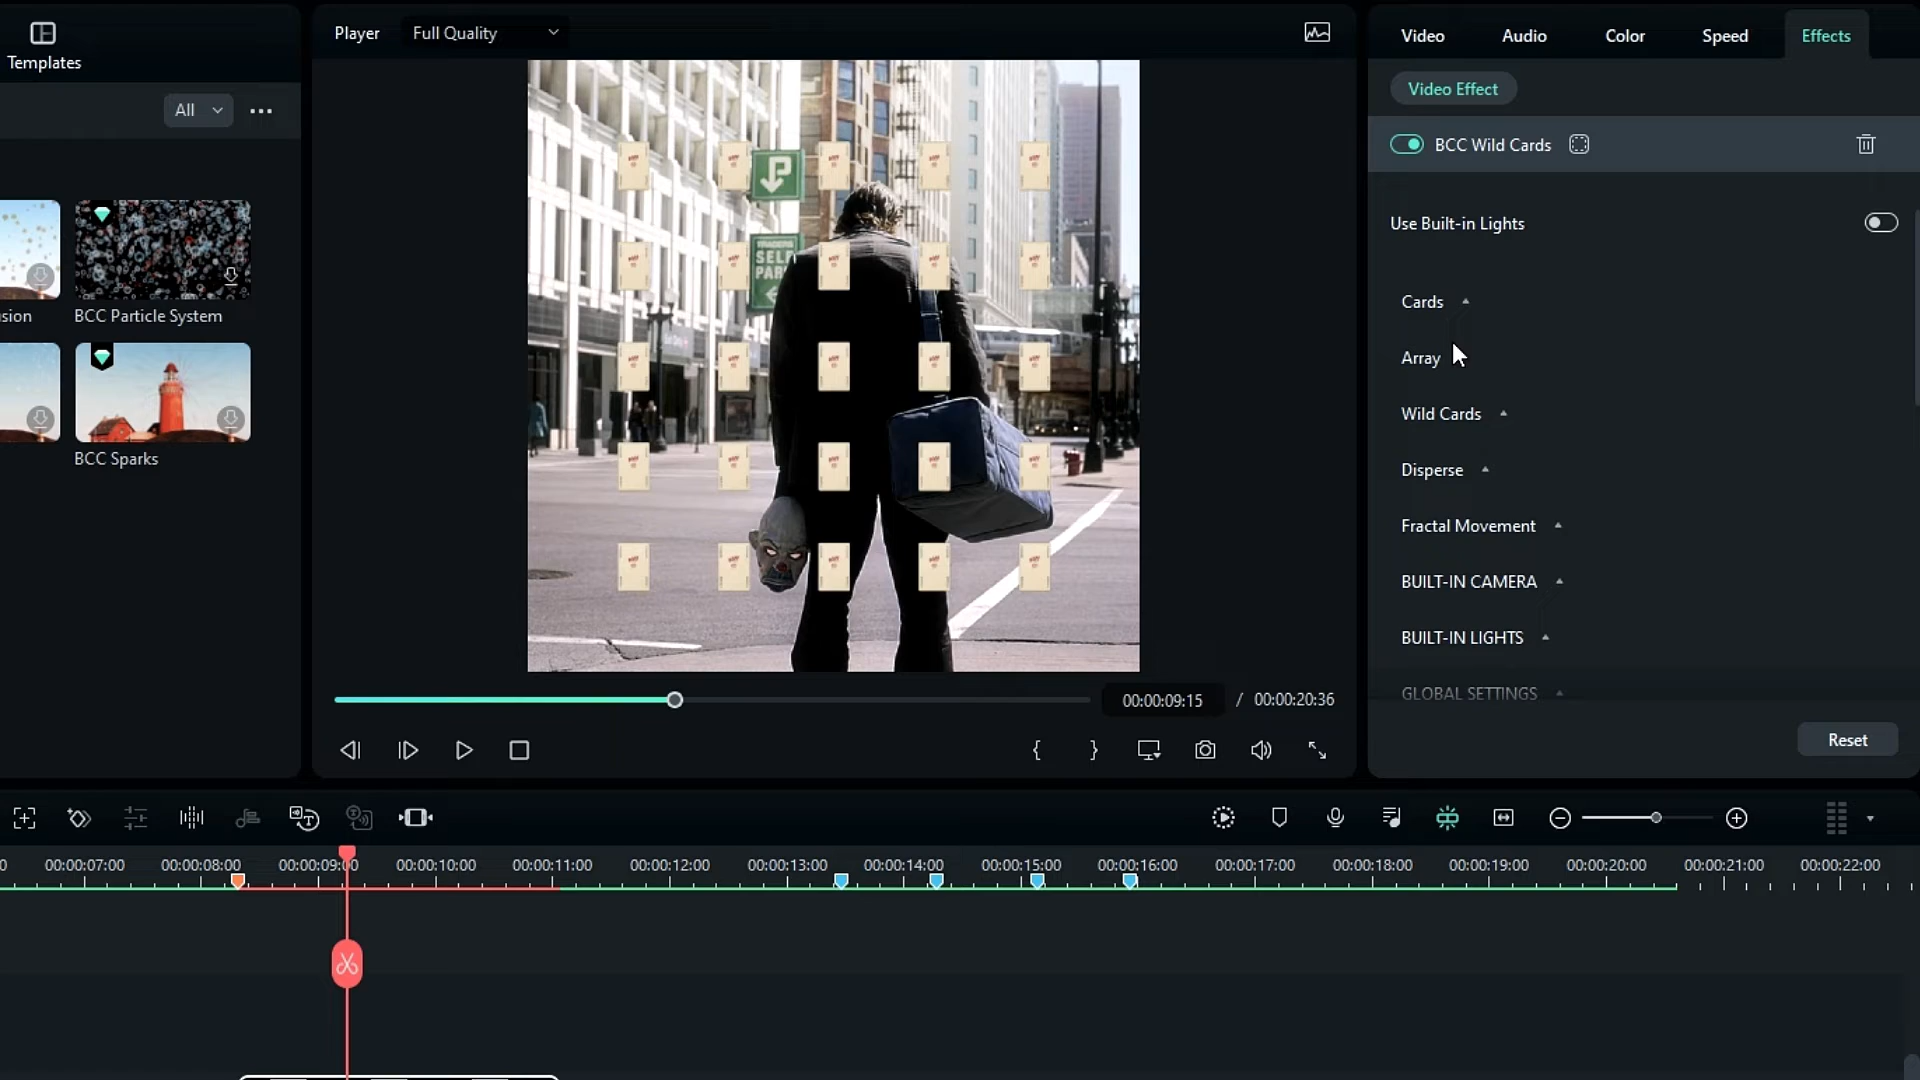 Templates
All
sion
BCC Particle System
BCC Sparks
Player
Full Quality
P
SELF
PARK
00:00:09:15 / 00:00:20:36
Video
Audio
Color
Speed
Effects
Video Effect
BCC Wild Cards
Use Built-in Lights
Cards
Array
Wild Cards
Disperse
Fractal Movement
BUILT-IN CAMERA
BUILT-IN LIGHTS
GLOBAL SETTINGS
Reset
0 00:00:07:00 00:00:08:00 00:00:09:00 00:00:10:00 00:00:11:00 00:00:12:00 00:00:13:00 00:00:14:00 00:00:15:00 00:00:16:00 00:00:17:00 00:00:18:00 00:00:19:00 00:00:20:00 00:00:21:00 00:00:22:00